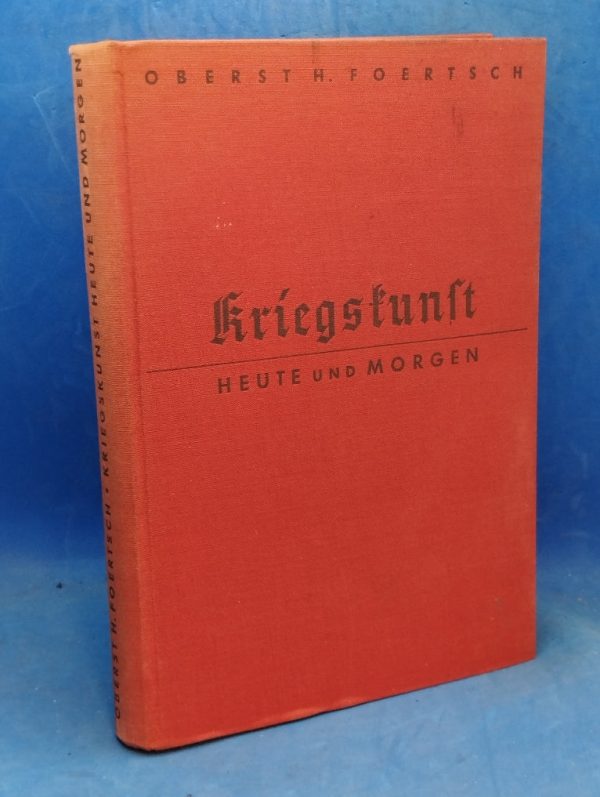 OBERST H. FOERTSCH
Kriegskunst
HEUTE UND MORGEN
OBERST H. FOERTSCH · KRIEGSKUNST HEUTE UND MORGEN